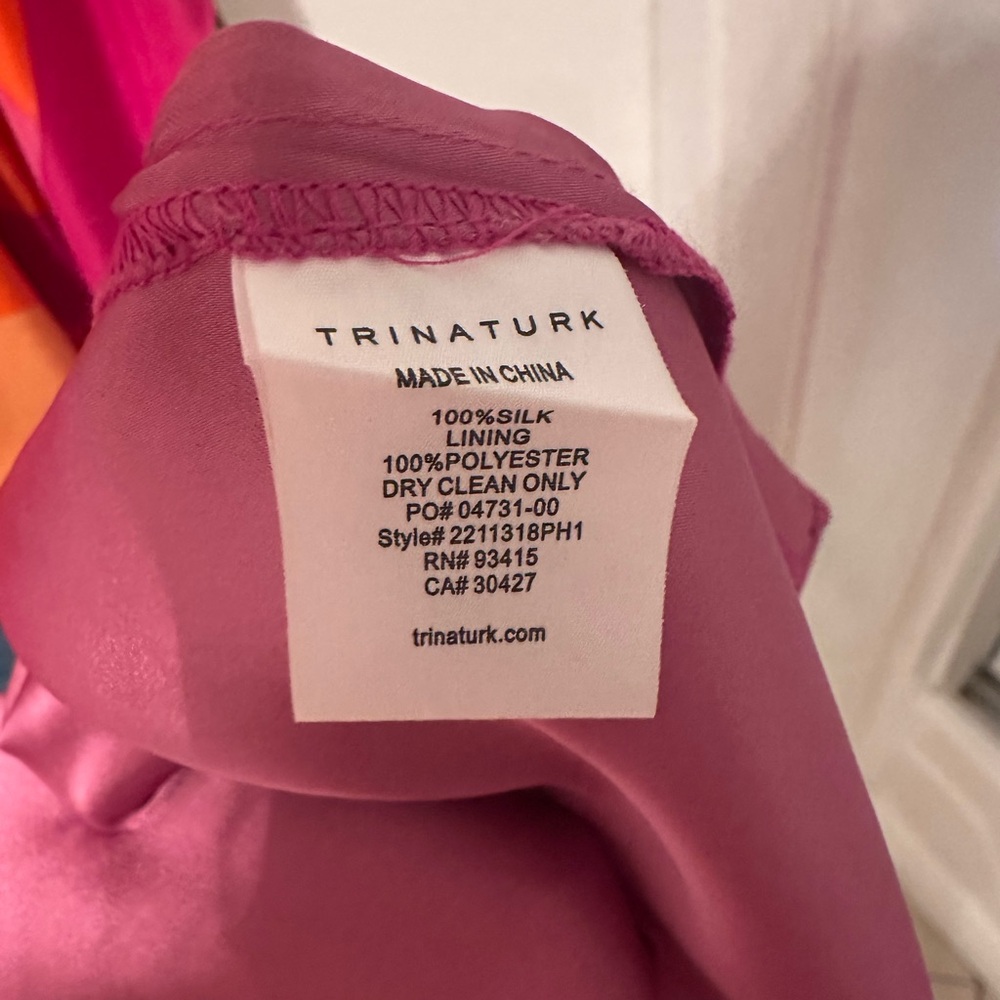 TRINATURK
MADE IN CHINA
100%SILK
LINING
100%POLYESTER
DRY CLEAN ONLY
PO# 04731-00
Style# 2211318PH1
RN# 93415
CA# 30427
trinaturk.com